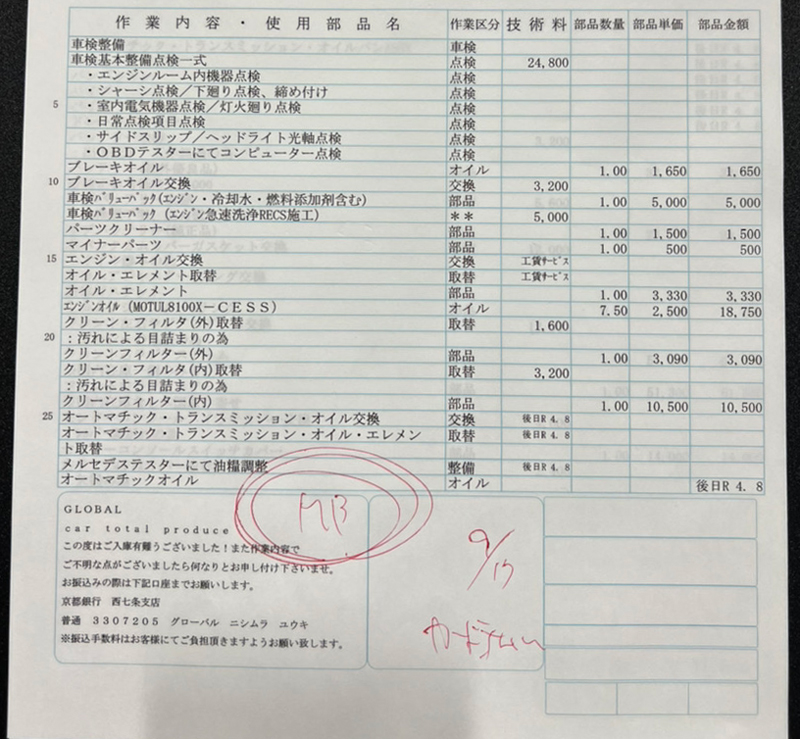 作業内容・使用部品名 作業区分 技術料 部品数量 部品単価 部品金額
車検整備 車検
車検基本整備点検一式 点検 24,800
・エンジンルーム内機器点検 点検
・シャーシ点検／下廻り点検、締め付け 点検
5 ・室内電気機器点検／灯火廻り点検 点検
・日常点検項目点検 点検
・サイドスリップ／ヘッドライト光軸点検 点検
・ＯＢＤテスターにてコンピューター点検 点検
ブレーキオイル オイル 1.00 1,650 1,650
10 ブレーキオイル交換 交換 3,200
車検ﾊﾞﾘｭｰﾊﾟｯｸ(ｴﾝｼﾞﾝ・冷却水・燃料添加剤含む) 部品 1.00 5,000 5,000
車検ﾊﾞﾘｭｰﾊﾟｯｸ (ｴﾝｼﾞﾝ急速洗浄RECS施工) ＊＊ 5,000
パーツクリーナー 部品 1.00 1,500 1,500
マイナーパーツ 部品 1.00 500 500
15 エンジン・オイル交換 交換 工賃ｻｰﾋﾞｽ
オイル・エレメント取替 取替 工賃ｻｰﾋﾞｽ
オイル・エレメント 部品 1.00 3,330 3,330
ｴﾝｼﾞﾝｵｲﾙ (MOTUL8100X－ＣＥＳＳ) オイル 7.50 2,500 18,750
クリーン・フィルタ(外)取替 取替 1,600
20 ：汚れによる目詰まりの為
クリーンフィルター(外) 部品 1.00 3,090 3,090
クリーン・フィルタ(内)取替 取替 3,200
：汚れによる目詰まりの為
クリーンフィルター(内) 部品 1.00 10,500 10,500
25 オートマチック・トランスミッション・オイル交換 交換 後日R 4. 8
オートマチック・トランスミッション・オイル・エレメン 取替 後日R 4. 8
ト取替
メルセデステスターにて油糧調整 整備 後日R 4. 8
オートマチックオイル オイル 後日R 4. 8
GLOBAL
car total produce
この度はご入庫有難うございました！また作業内容で
ご不明な点がございましたら何なりとお申し付け下さいませ。
お振込みの際は下記口座までお願いします。
京都銀行 西七条支店
普通 3307205 グローバル ニシムラ ユウキ
※振込手数料はお客様にてご負担頂きますようお願い致します。
MB
9/17